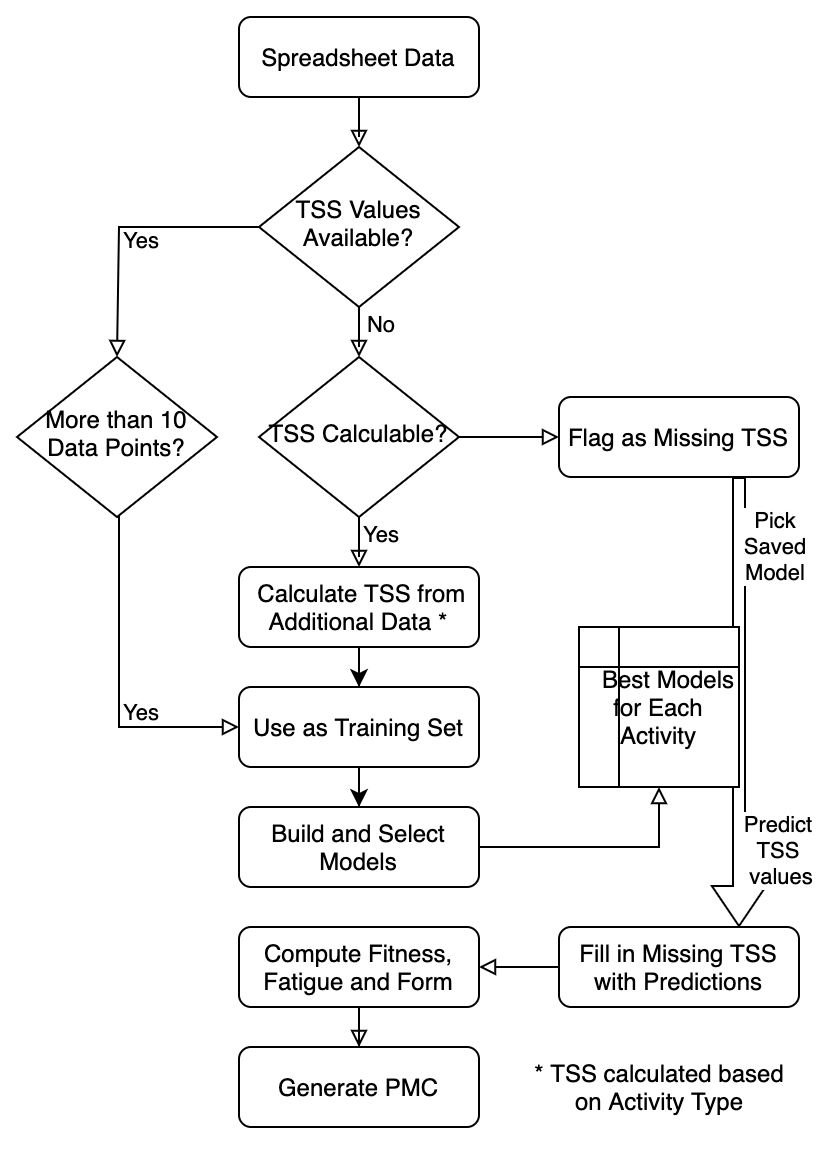 Spreadsheet Data
TSS Values
Available?
Yes
No
More than 10
Data Points?
TSS Calculable?
Flag as Missing TSS
Pick
Saved
Model
Yes
Calculate TSS from
Additional Data *
Best Models
for Each
Activity
Yes
Use as Training Set
Build and Select
Models
Predict
TSS
values
Compute Fitness,
Fatigue and Form
Fill in Missing TSS
with Predictions
Generate PMC
* TSS calculated based
on Activity Type